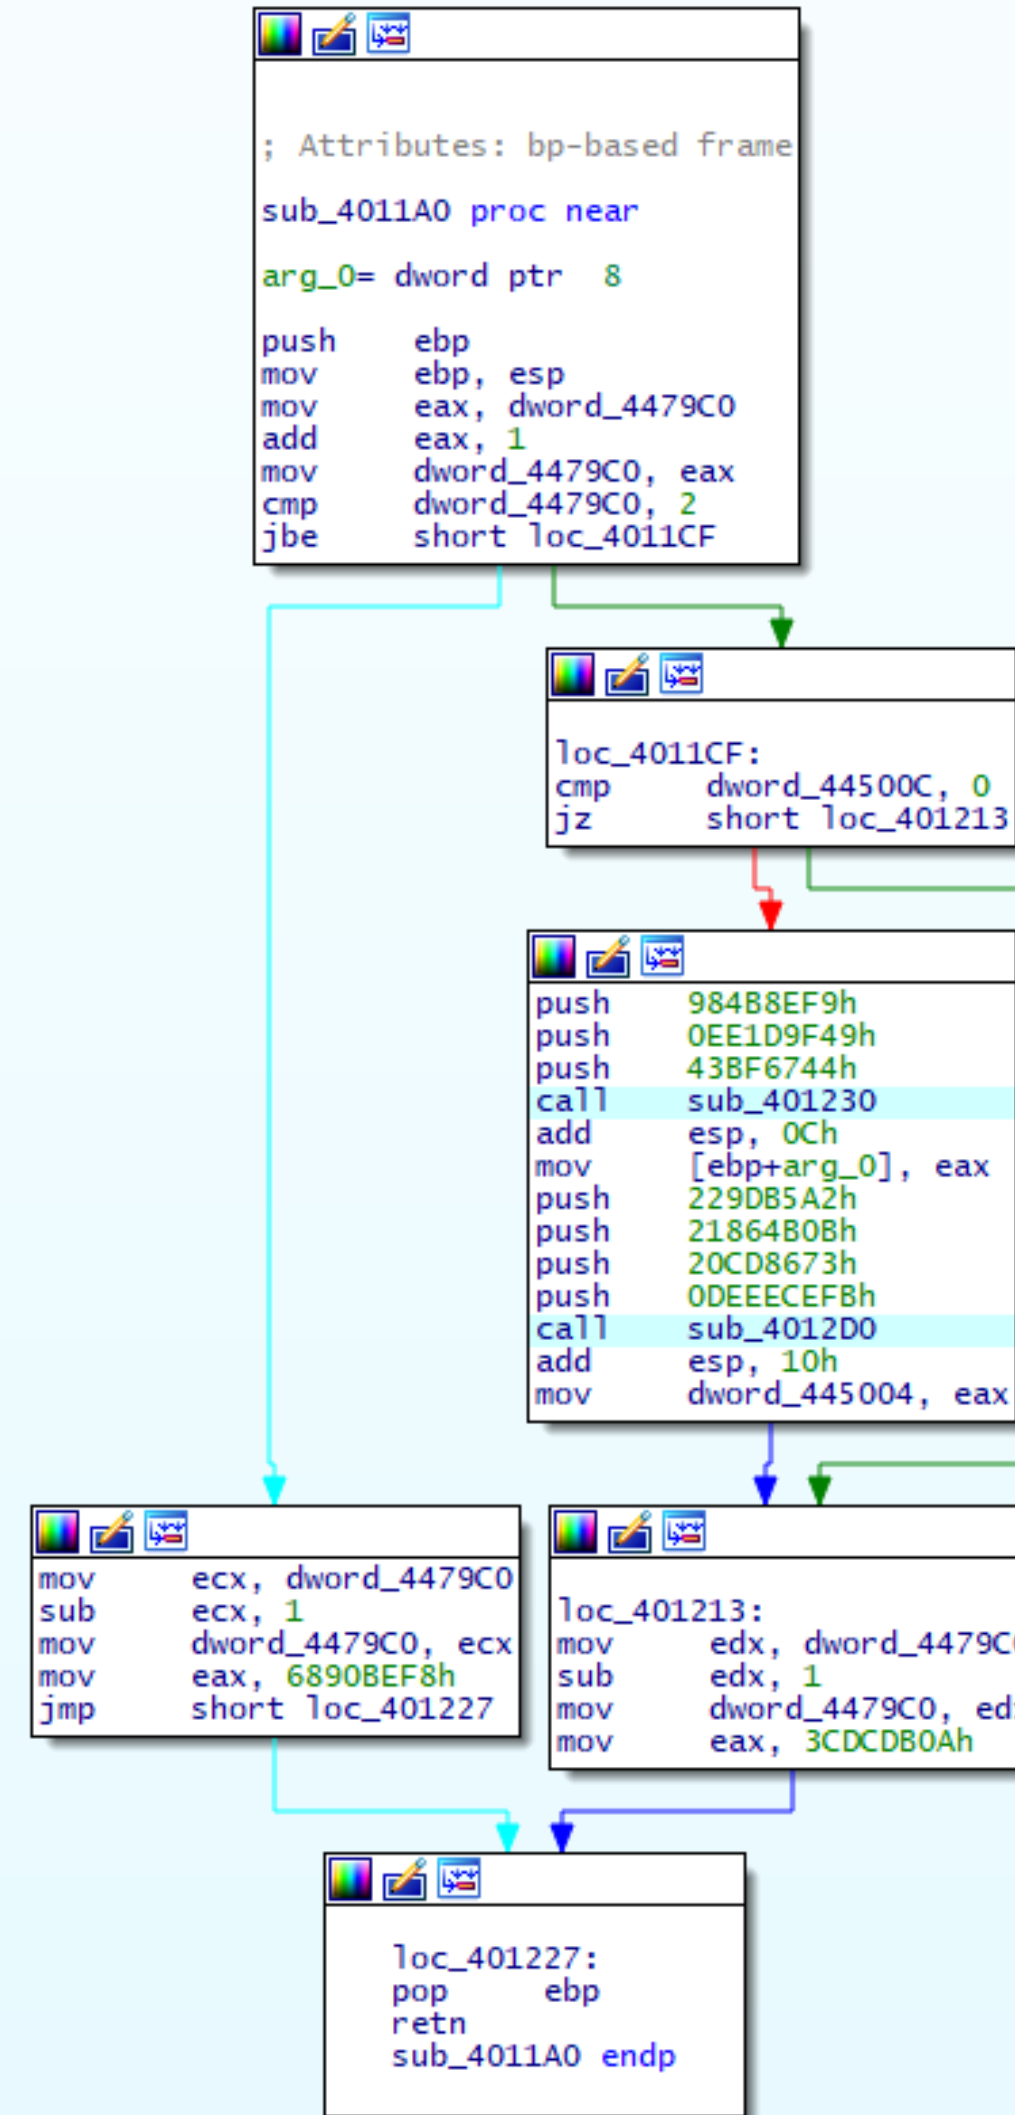 ; Attributes: bp-based frame
sub_4011A0 proc near
arg_0= dword ptr  8
push    ebp
mov     ebp, esp
mov     eax, dword_4479C0
add     eax, 1
mov     dword_4479C0, eax
cmp     dword_4479C0, 2
jbe     short loc_4011CF
loc_4011CF:
cmp     dword_44500C, 0
jz      short loc_401213
push    984B8EF9h
push    0EE1D9F49h
push    43BF6744h
call    sub_401230
add     esp, 0Ch
mov     [ebp+arg_0], eax
push    229DB5A2h
push    21864B0Bh
push    20CD8673h
push    0DEEECEFBh
call    sub_4012D0
add     esp, 10h
mov     dword_445004, eax
mov     ecx, dword_4479C0
sub     ecx, 1
mov     dword_4479C0, ecx
mov     eax, 6890BEF8h
jmp     short loc_401227
loc_401213:
mov     edx, dword_4479C
sub     edx, 1
mov     dword_4479C0, ed
mov     eax, 3CDCDB0Ah
loc_401227:
pop     ebp
retn
sub_4011A0 endp